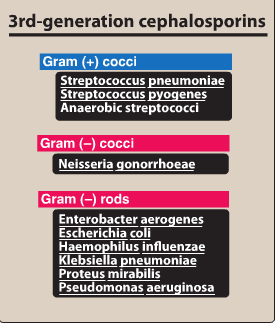 3rd-generation cephalosporins
Gram (+) cocci
Streptococcus pneumoniae
Streptococcus pyogenes
Anaerobic streptococci
Gram (–) cocci
Neisseria gonorrhoeae
Gram (–) rods
Enterobacter aerogenes
Escherichia coli
Haemophilus influenzae
Klebsiella pneumoniae
Proteus mirabilis
Pseudomonas aeruginosa